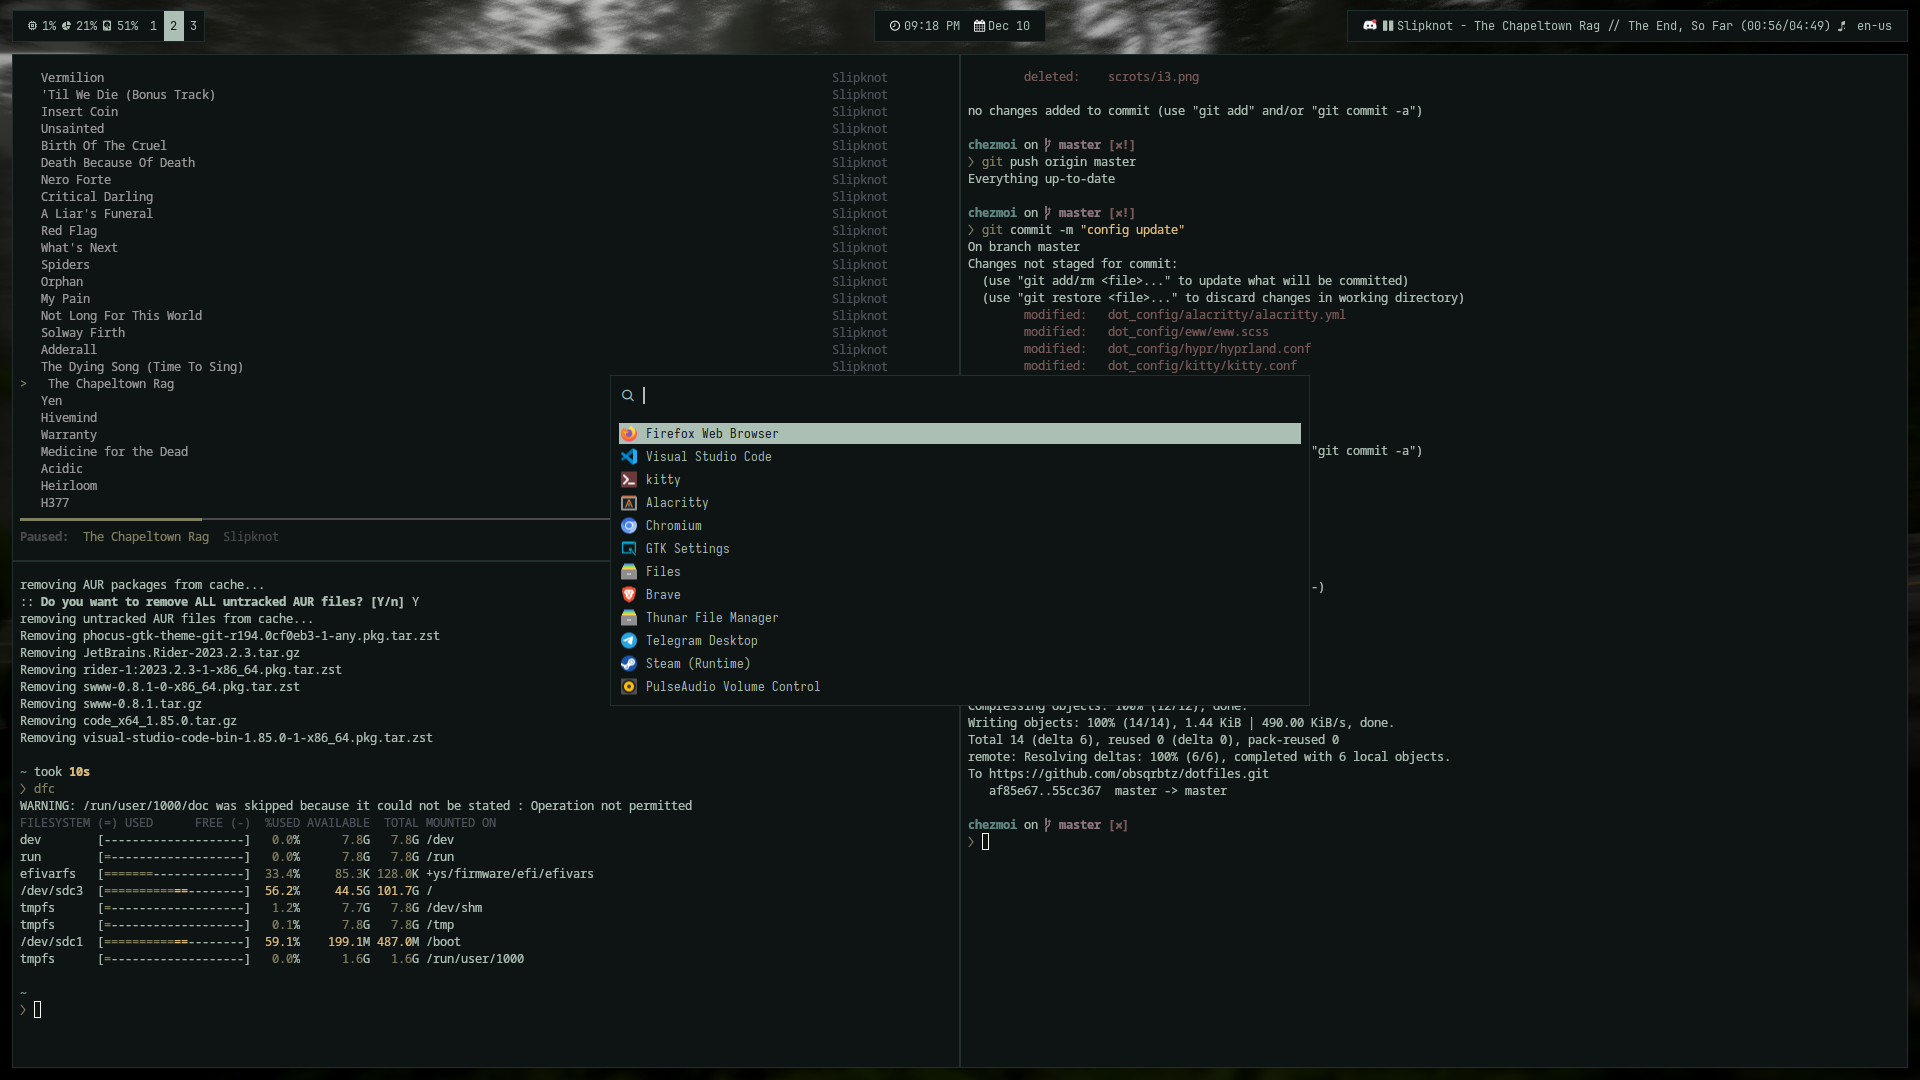 1% 21% 51% 1 2 3
09:18 PM Dec 10
Slipknot - The Chapeltown Rag // The End, So Far (00:56/04:49) en-us
Vermilion Slipknot
'Til We Die (Bonus Track) Slipknot
Insert Coin Slipknot
Unsainted Slipknot
Birth Of The Cruel Slipknot
Death Because Of Death Slipknot
Nero Forte Slipknot
Critical Darling Slipknot
A Liar's Funeral Slipknot
Red Flag Slipknot
What's Next Slipknot
Spiders Slipknot
Orphan Slipknot
My Pain Slipknot
Not Long For This World Slipknot
Solway Firth Slipknot
Adderall Slipknot
The Dying Song (Time To Sing) Slipknot
> The Chapeltown Rag
Yen
Hivemind
Warranty
Medicine for the Dead
Acidic
Heirloom
H377
Paused: The Chapeltown Rag Slipknot
removing AUR packages from cache...
:: Do you want to remove ALL untracked AUR files? [Y/n] Y
removing untracked AUR files from cache...
Removing phocus-gtk-theme-git-r194.0cf0eb3-1-any.pkg.tar.zst
Removing JetBrains.Rider-2023.2.3.tar.gz
Removing rider-1:2023.2.3-1-x86_64.pkg.tar.zst
Removing swww-0.8.1-0-x86_64.pkg.tar.zst
Removing swww-0.8.1.tar.gz
Removing code_x64_1.85.0.tar.gz
Removing visual-studio-code-bin-1.85.0-1-x86_64.pkg.tar.zst
~ took 10s
❯ dfc
WARNING: /run/user/1000/doc was skipped because it could not be stated : Operation not permitted
FILESYSTEM (=) USED      FREE (-)  %USED AVAILABLE  TOTAL MOUNTED ON
dev        [--------------------]   0.0%      7.8G   7.8G /dev
run        [=-------------------]   0.0%      7.8G   7.8G /run
efivarfs   [=======-------------]  33.4%     85.3K 128.0K +ys/firmware/efi/efivars
/dev/sdc3  [============--------]  56.2%     44.5G 101.7G /
tmpfs      [=-------------------]   1.2%      7.7G   7.8G /dev/shm
tmpfs      [=-------------------]   0.1%      7.8G   7.8G /tmp
/dev/sdc1  [============--------]  59.1%    199.1M 487.0M /boot
tmpfs      [=-------------------]   0.0%      1.6G   1.6G /run/user/1000
~
❯
deleted:    scrots/i3.png
no changes added to commit (use "git add" and/or "git commit -a")
chezmoi on master [×!]
❯ git push origin master
Everything up-to-date
chezmoi on master [×!]
❯ git commit -m "config update"
On branch master
Changes not staged for commit:
(use "git add/rm <file>..." to update what will be committed)
(use "git restore <file>..." to discard changes in working directory)
modified:   dot_config/alacritty/alacritty.yml
modified:   dot_config/eww/eww.scss
modified:   dot_config/hypr/hyprland.conf
modified:   dot_config/kitty/kitty.conf
"git commit -a")
-)
Compressing objects: 100% (12/12), done.
Writing objects: 100% (14/14), 1.44 KiB | 490.00 KiB/s, done.
Total 14 (delta 6), reused 0 (delta 0), pack-reused 0
remote: Resolving deltas: 100% (6/6), completed with 6 local objects.
To https://github.com/obsqrbtz/dotfiles.git
af85e67..55cc367  master -> master
chezmoi on master [×]
❯
Firefox Web Browser
Visual Studio Code
kitty
Alacritty
Chromium
GTK Settings
Files
Brave
Thunar File Manager
Telegram Desktop
Steam (Runtime)
PulseAudio Volume Control